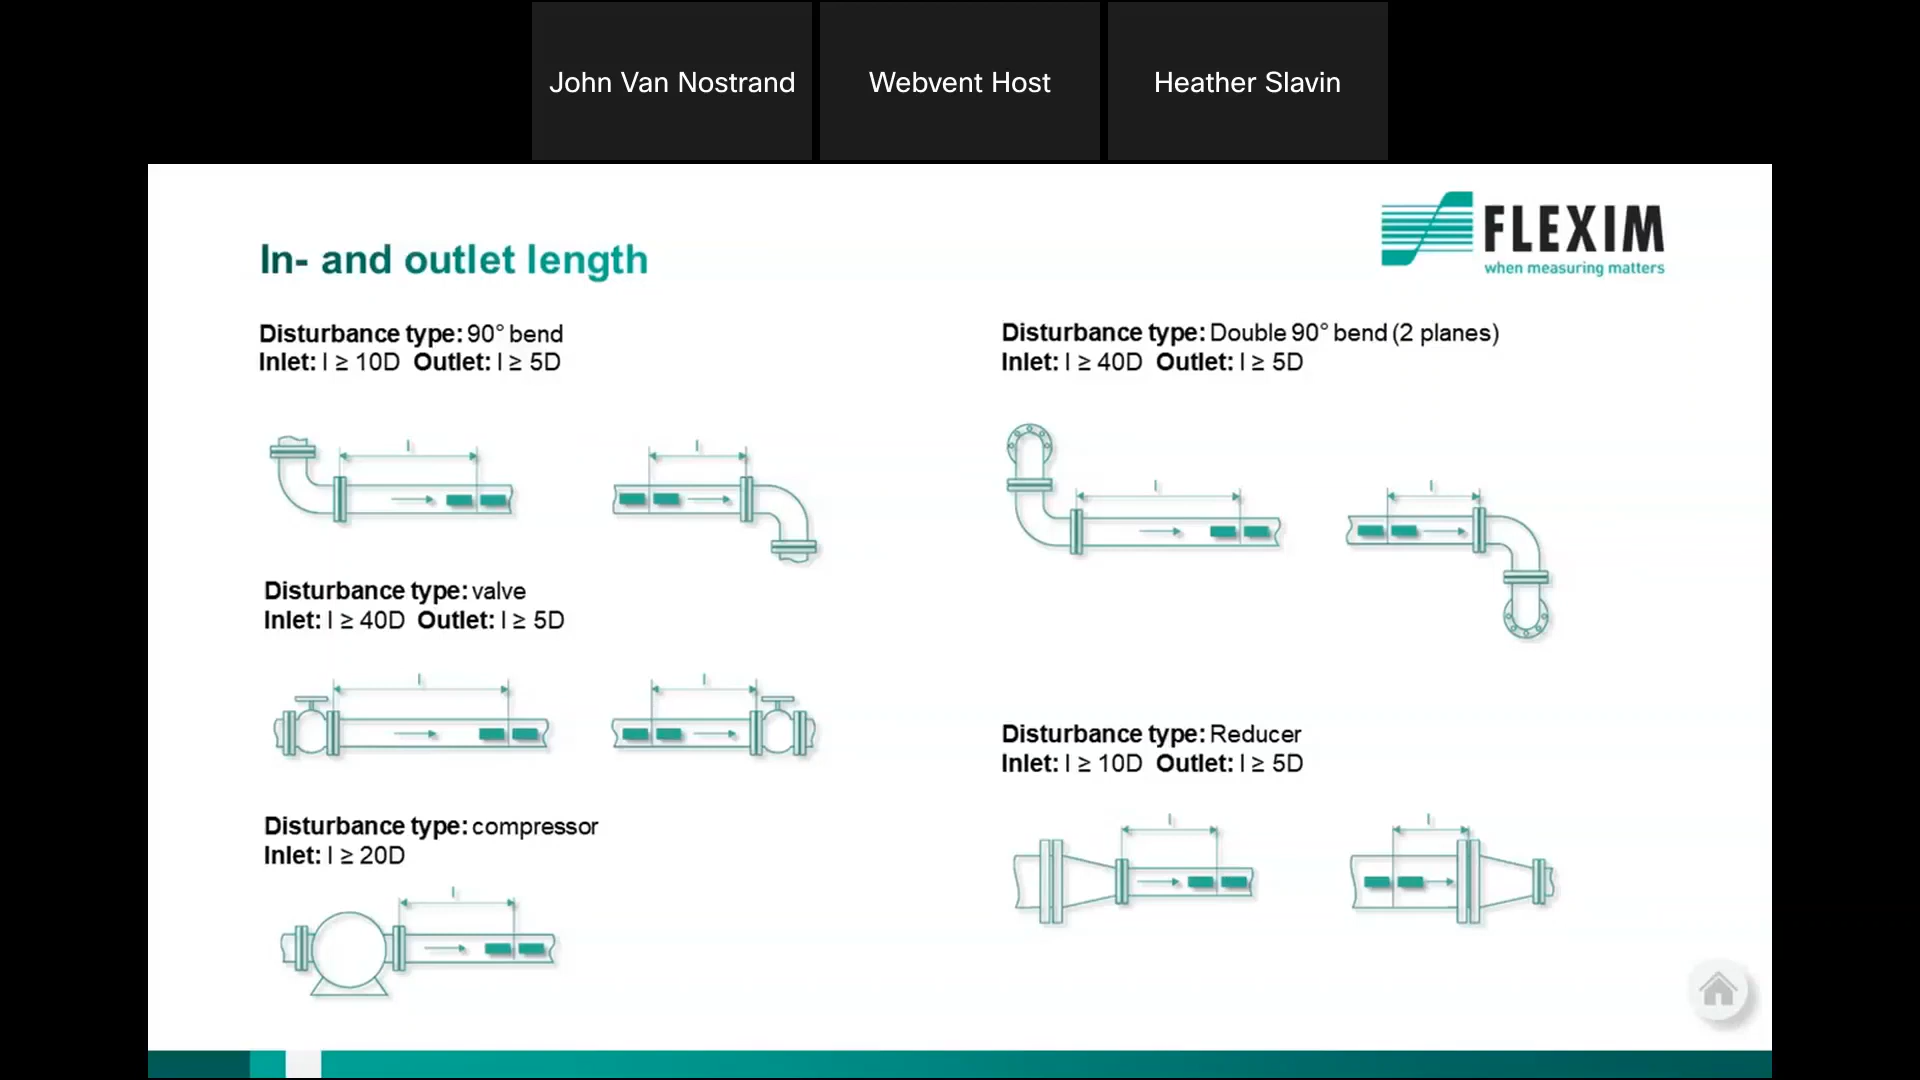 John Van Nostrand
Webvent Host
Heather Slavin
FLEXIM
when measuring matters
In- and outlet length
Disturbance type: 90° bend
Inlet: l ≥ 10D Outlet: l ≥ 5D
l
l
Disturbance type: valve
Inlet: l ≥ 40D Outlet: l ≥ 5D
l
l
Disturbance type: compressor
Inlet: l ≥ 20D
l
Disturbance type: Double 90° bend (2 planes)
Inlet: l ≥ 40D Outlet: l ≥ 5D
l
l
Disturbance type: Reducer
Inlet: l ≥ 10D Outlet: l ≥ 5D
l
l